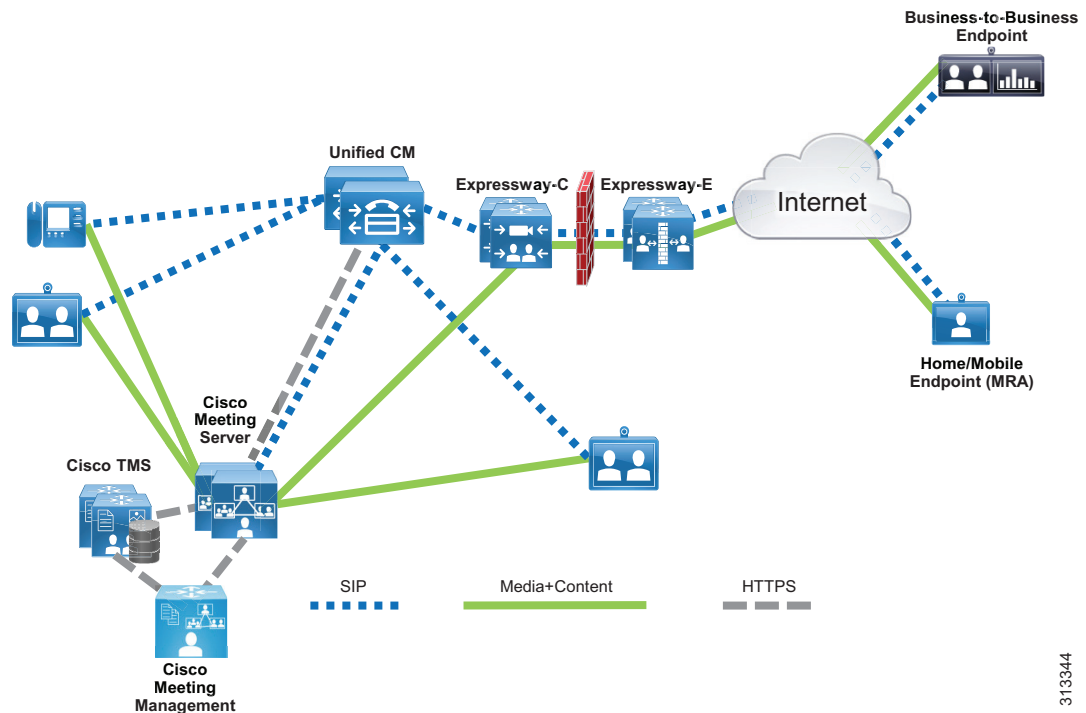 Business-to-Business
Endpoint
Unified CM
Expressway-C
Expressway-E
Internet
Home/Mobile
Endpoint (MRA)
Cisco
Meeting
Server
Cisco TMS
SIP
Media+Content
HTTPS
Cisco
Meeting
Management
313344